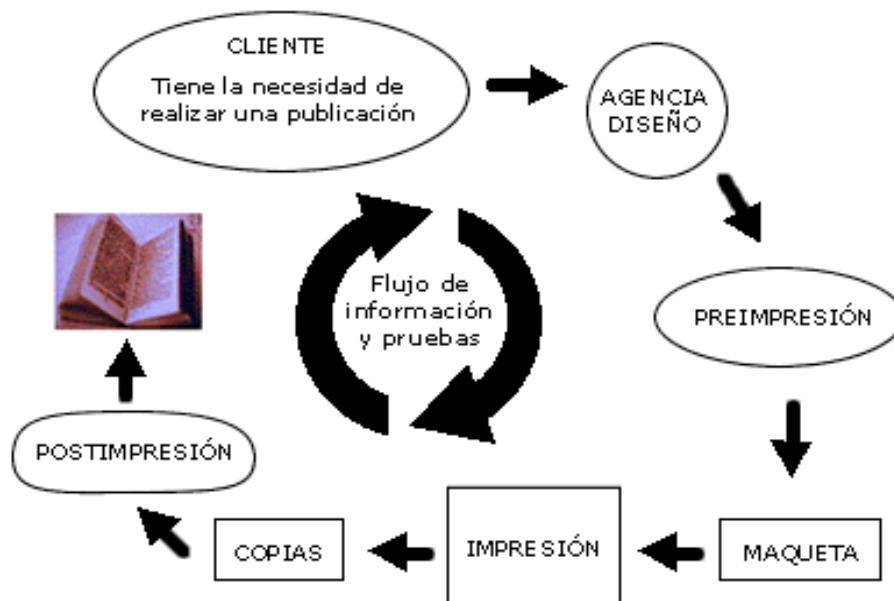 CLIENTE
Tiene la necesidad de
realizar una publicación
AGENCIA
DISEÑO
Flujo de
información
y pruebas
PREIMPRESIÓN
POSTIMPRESIÓN
COPIAS
IMPRESIÓN
MAQUETA